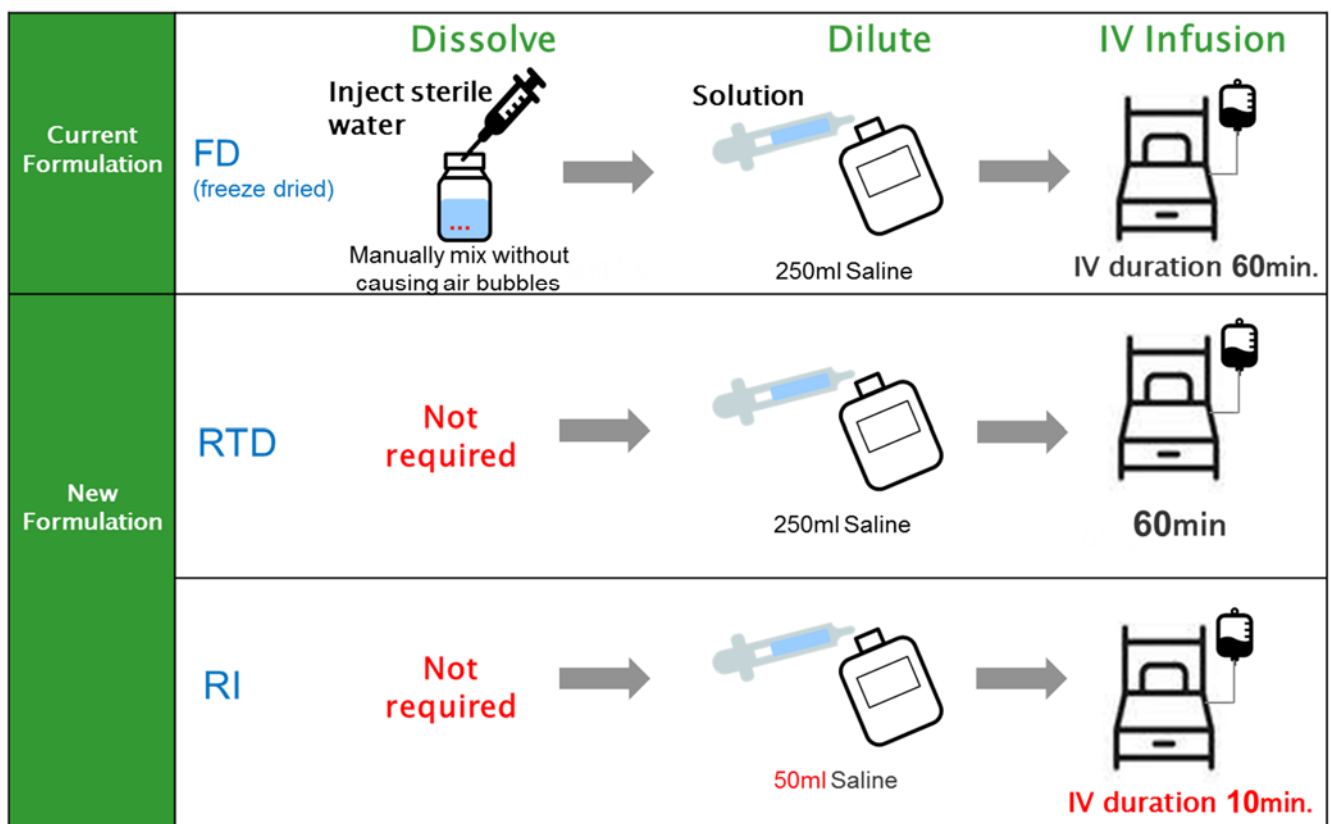 Dissolve
Dilute
IV Infusion
Current
Formulation
FD
(freeze dried)
Inject sterile
water
Manually mix without
causing air bubbles
Solution
250ml Saline
IV duration 60min.
New
Formulation
RTD
Not
required
250ml Saline
60min
RI
Not
required
50ml Saline
IV duration 10min.